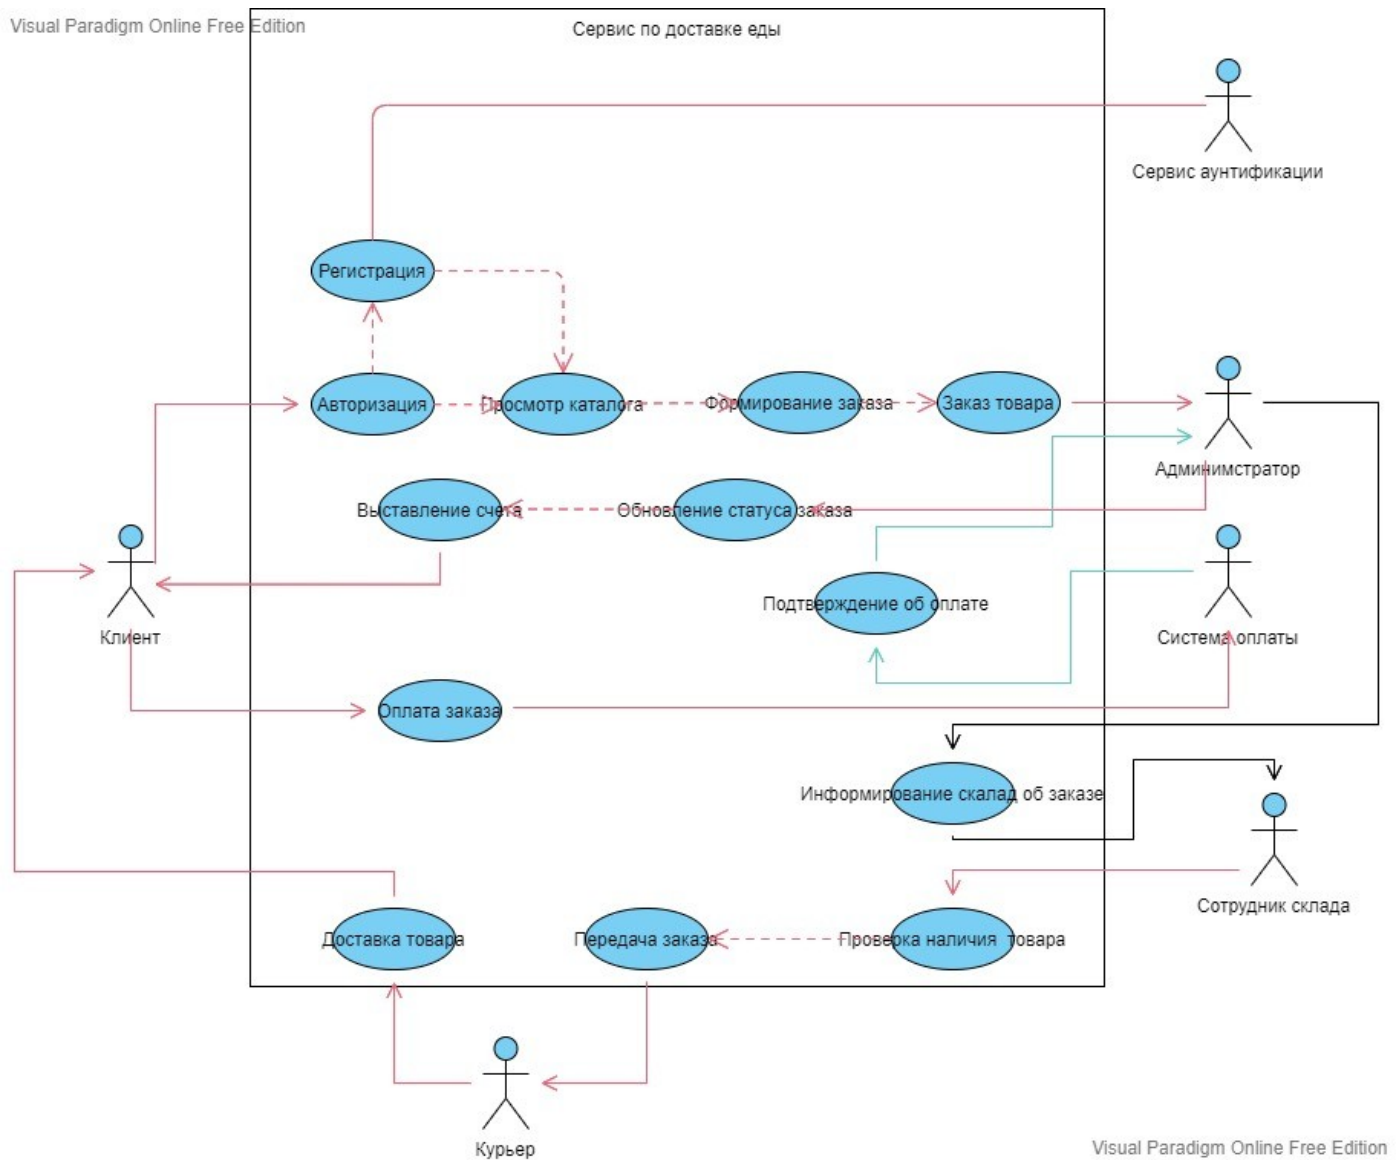 Visual Paradigm Online Free Edition
Сервис по доставке еды
Сервис аунтификации
Регистрация
Авторизация
Просмотр каталога
Формирование заказа
Заказ товара
Админимстратор
Выставление счета
Обновление статуса заказа
Подтверждение об оплате
Клиент
Система оплаты
Оплата заказа
Информирование скалад об заказе
Сотрудник склада
Доставка товара
Передача заказа
Проверка наличия товара
Курьер
Visual Paradigm Online Free Edition